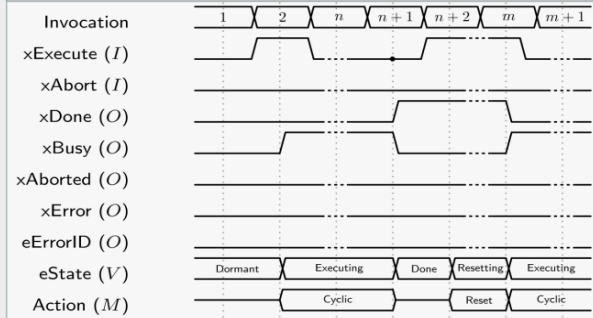 Invocation 1 2 n n + 1 n + 2 m m + 1
xExecute (I)
xAbort (I)
xDone (O)
xBusy (O)
xAborted (O)
xError (O)
eErrorID (O)
eState (V) Dormant Executing Done Resetting Executing
Action (M) Cyclic Reset Cyclic